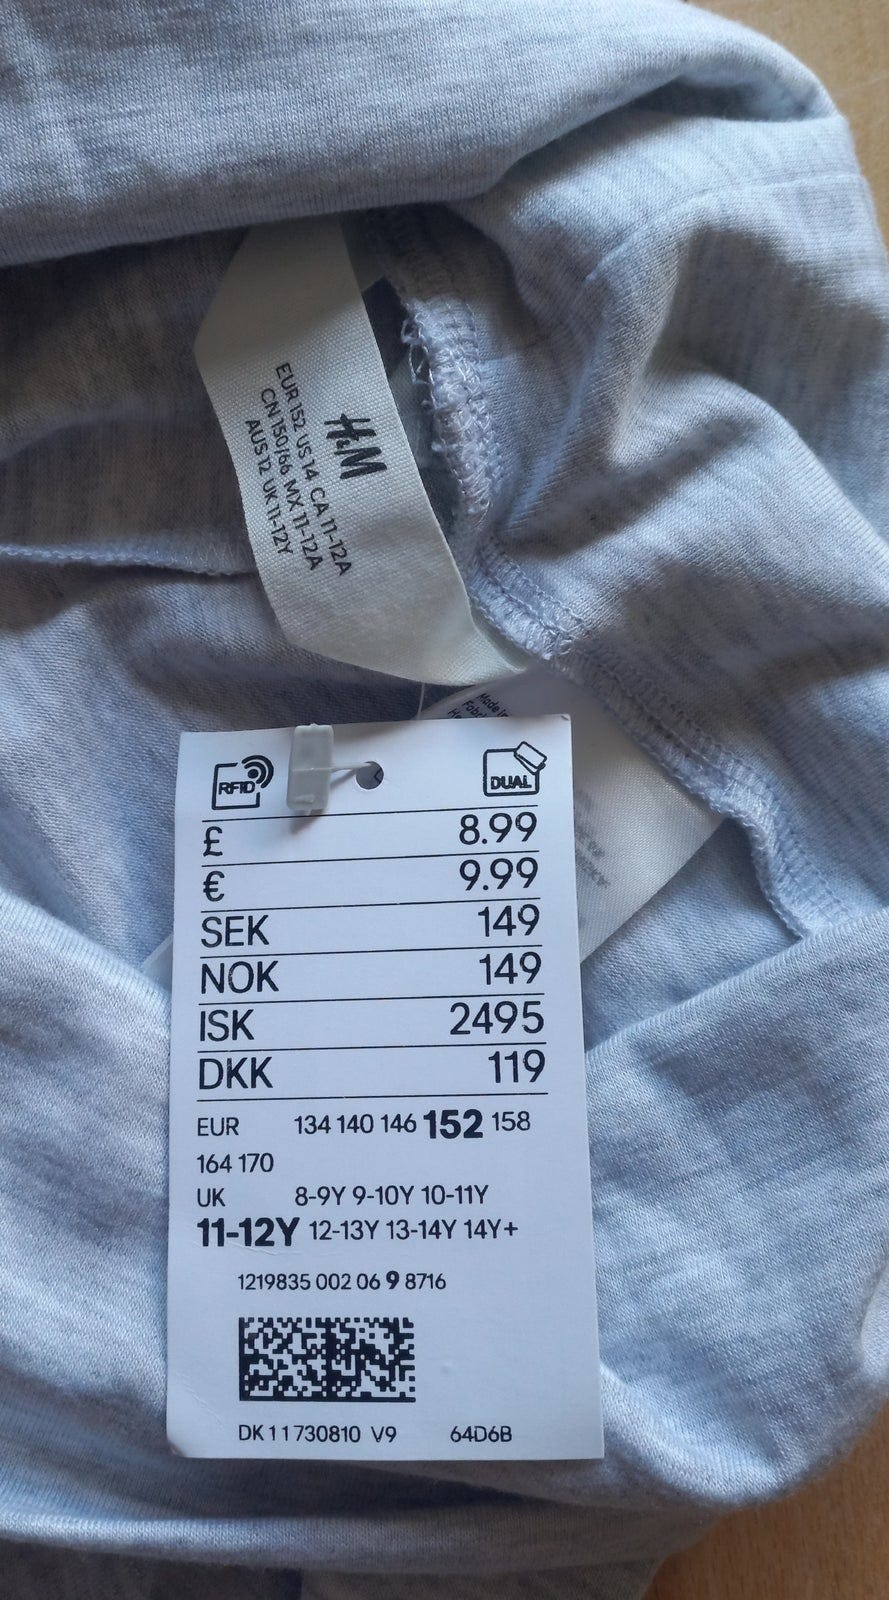 H&M
EUR 152 US 14 CA 11-12A
CN 150/66 MX 11-12A
AUS 12 UK 11-12Y
Made in
RFID
DUAL
£ 8.99
€ 9.99
SEK 149
NOK 149
ISK 2495
DKK 119
EUR 134 140 146 152 158
164 170
UK 8-9Y 9-10Y 10-11Y
11-12Y 12-13Y 13-14Y 14Y+
1219835 002 06 9 8716
DK11730810 V9 64D6B